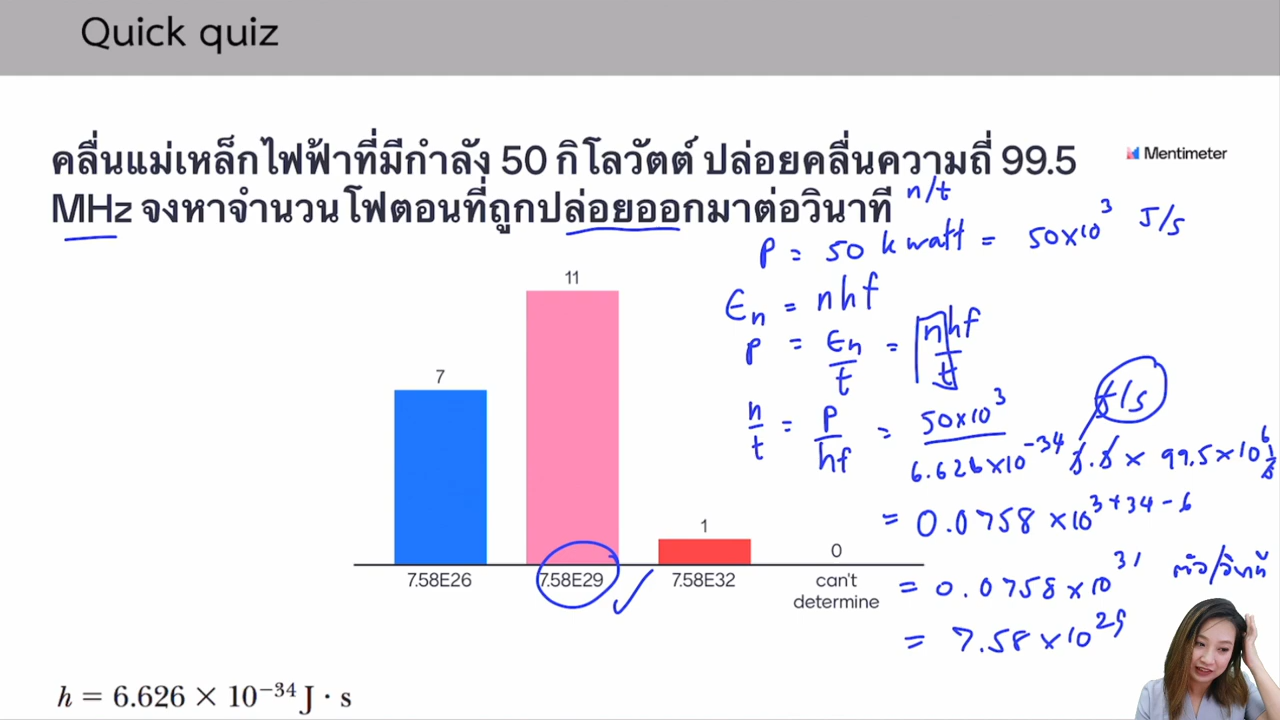 Quick quiz
คลื่นแม่เหล็กไฟฟ้าที่มีกำลัง 50 กิโลวัตต์ ปล่อยคลื่นความถี่ 99.5
MHz จงหาจำนวนโฟตอนที่ถูกปล่อยออกมาต่อวินาที
Mentimeter
n/t
P = 50 k watt = 50×10³ J/s
ϵₙ = nhf
P = ϵₙ/t = nhf/t
n/t = P/hf = 50×10³ / 6.626×10⁻³⁴ J.s × 99.5×10⁶ 1/s
J/s
= 0.0758 ×10³⁺³⁴⁻⁶
= 0.0758 ×10³¹ ตัว/วินาที
= 7.58 ×10²⁹
7
11
1
0
7.58E26
7.58E29
7.58E32
can't
determine
h = 6.626 × 10⁻³⁴ J · s